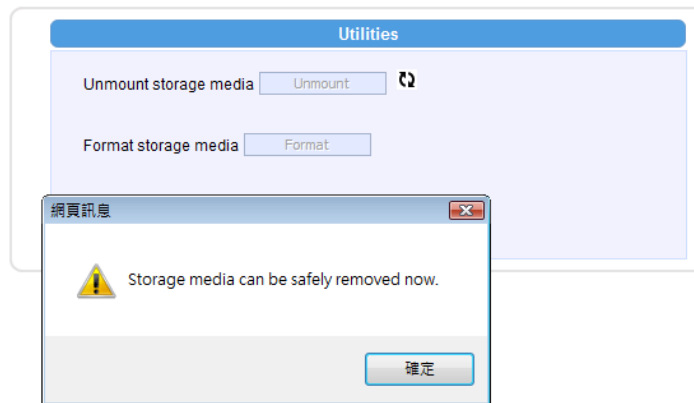 Utilities
Unmount storage media Unmount
Format storage media Format
網頁訊息
Storage media can be safely removed now.
確定